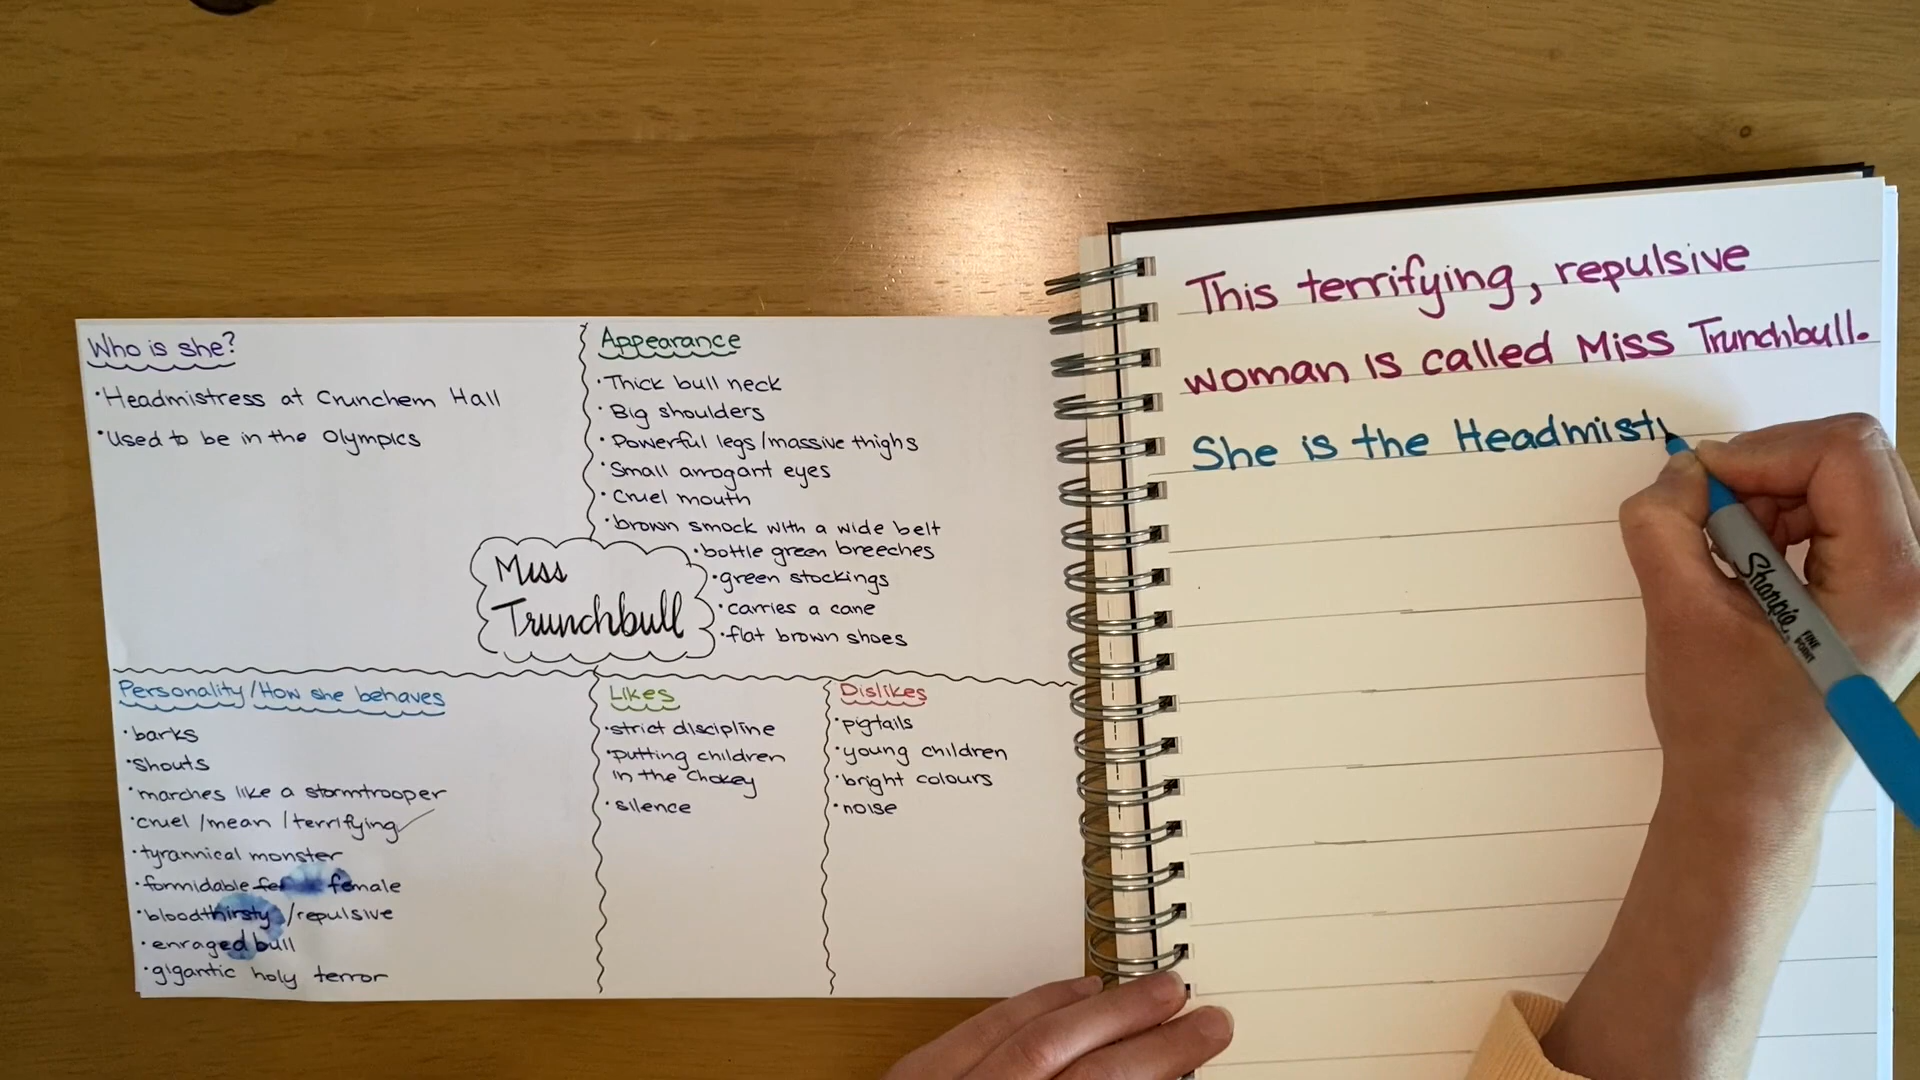 Who is she?
·Headmistress at Crunchem Hall
·Used to be in the Olympics
Appearance
·Thick bull neck
·Big shoulders
·Powerful legs/massive thighs
·Small arrogant eyes
·Cruel mouth
·brown smock with a wide belt
·bottle green breeches
·green stockings
·carries a cane
·flat brown shoes
Miss
Trunchbull
Personality/How she behaves
·barks
·Shouts
·marches like a stormtrooper
·cruel/mean/terrifying
·tyrannical monster
·formidable female
·bloodthirsty/repulsive
·enraged bull
·gigantic holy terror
Likes
·strict discipline
·Putting children
in the Chokey
·silence
Dislikes
·pigtails
·young children
·bright colours
·noise
This terrifying, repulsive
woman is called Miss Trunchbull.
She is the Headmistr
Sharpie
FINE
POINT